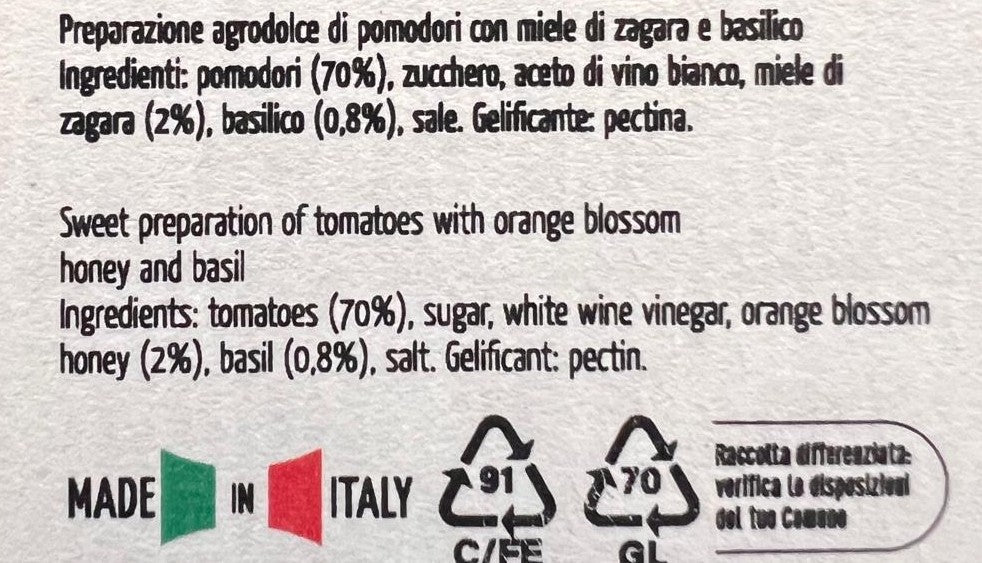 Preparazione agrodolce di pomodori con miele di zagara e basilico
Ingredienti: pomodori (70%), zucchero, aceto di vino bianco, miele di
zagara (2%), basilico (0,8%), sale. Gelificante: pectina.
Sweet preparation of tomatoes with orange blossom
honey and basil
Ingredients: tomatoes (70%), sugar, white wine vinegar, orange blossom
honey (2%), basil (0,8%), salt. Gelificant: pectin.
MADE IN ITALY
91
C/FE
70
GL
Raccolta differenziata:
verifica le disposizioni
del tuo Comune